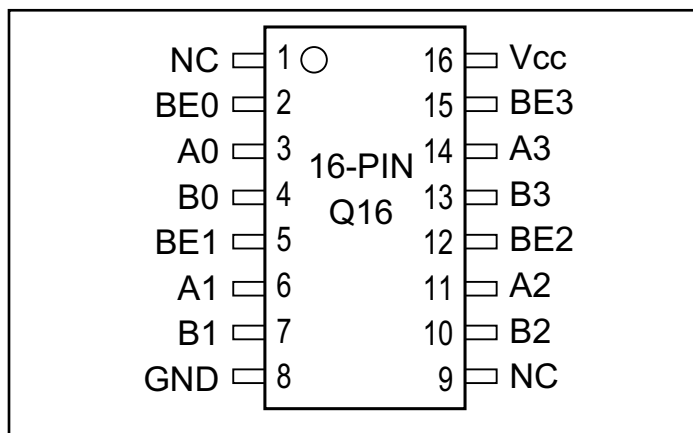 NC 1 16 Vcc
BE0 2 15 BE3
A0 3 14 A3
16-PIN
B0 4 13 B3
Q16
BE1 5 12 BE2
A1 6 11 A2
B1 7 10 B2
GND 8 9 NC